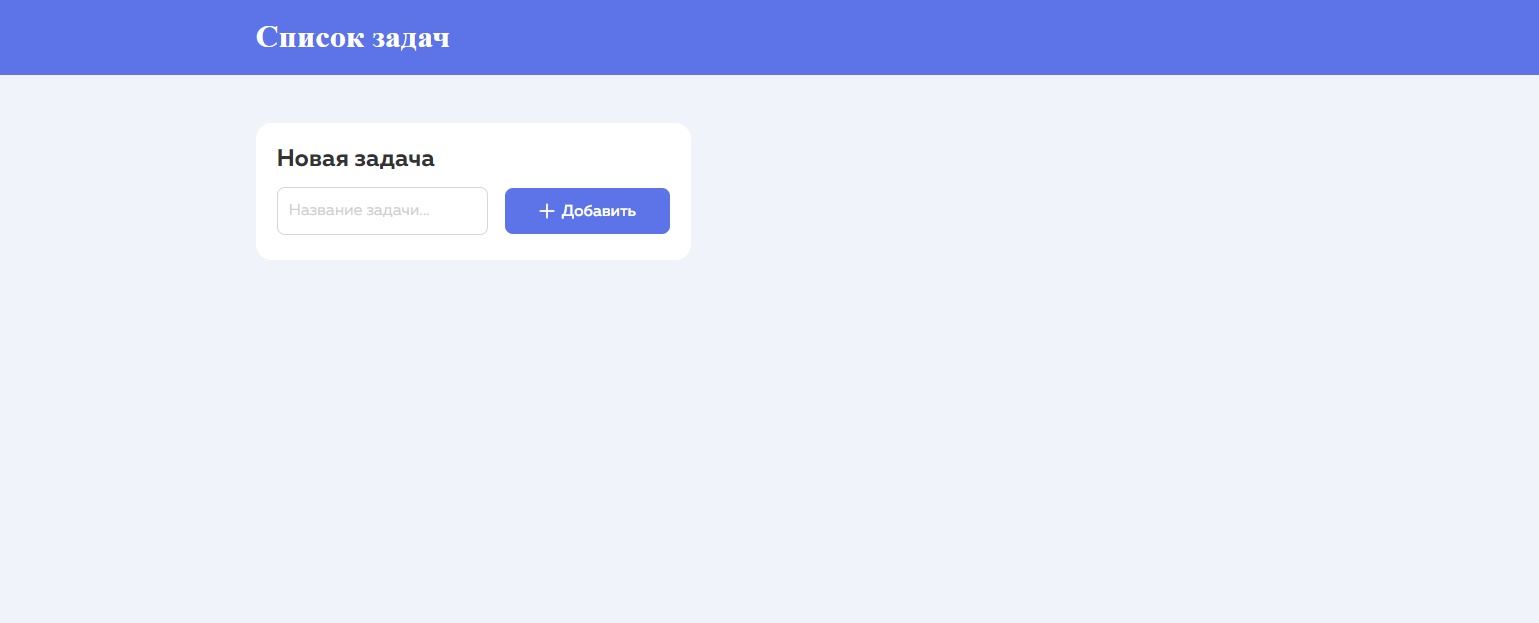 Список задач
Новая задача
Название задачи...
Добавить